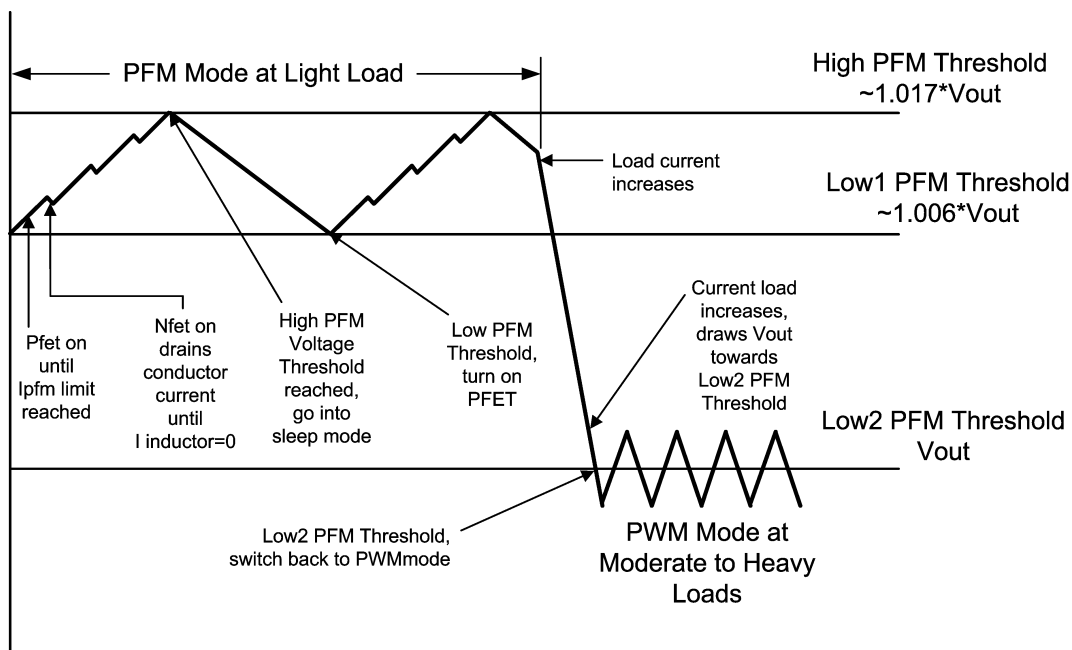 PFM Mode at Light Load
High PFM Threshold
~1.017*Vout
Load current
increases
Low1 PFM Threshold
~1.006*Vout
Pfet on
until
Ipfm limit
reached
Nfet on
drains
conductor
current
until
I inductor=0
High PFM
Voltage
Threshold
reached,
go into
sleep mode
Low PFM
Threshold,
turn on
PFET
Current load
increases,
draws Vout
towards
Low2 PFM
Threshold
Low2 PFM Threshold
Vout
Low2 PFM Threshold,
switch back to PWMmode
PWM Mode at
Moderate to Heavy
Loads